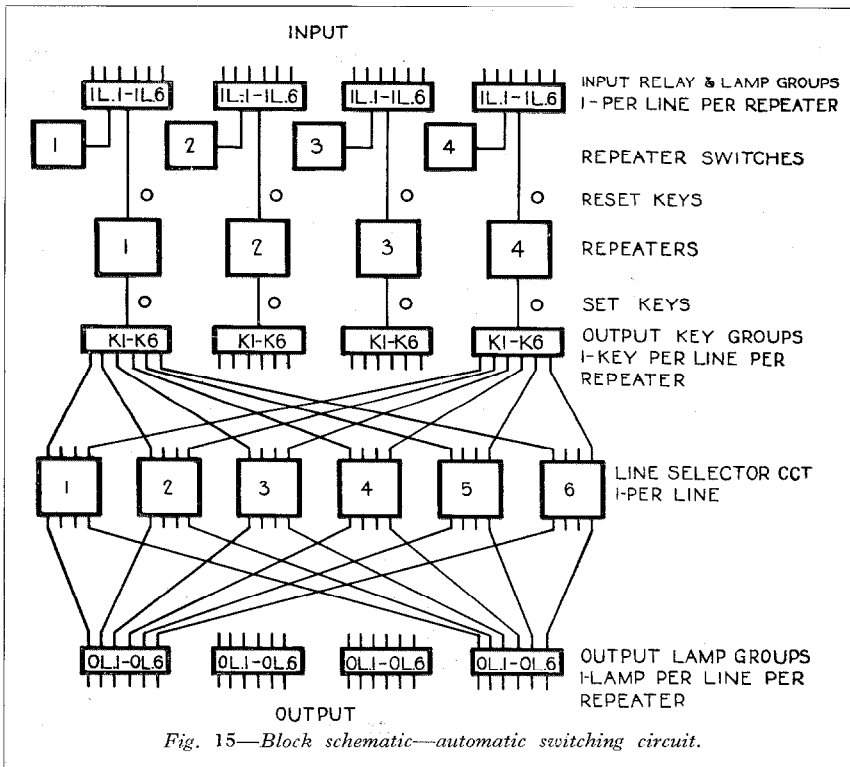 INPUT
IL.1-IL.6 IL.1-IL.6 IL.1-IL.6 IL.1-IL.6
INPUT RELAY & LAMP GROUPS
1-PER LINE PER REPEATER
1 2 3 4
REPEATER SWITCHES
RESET KEYS
1 2 3 4
REPEATERS
SET KEYS
K1-K6 K1-K6 K1-K6 K1-K6
OUTPUT KEY GROUPS
1-KEY PER LINE PER
REPEATER
1 2 3 4 5 6
LINE SELECTOR CCT
1-PER LINE
OL.1-OL.6 OL.1-OL.6 OL.1-OL.6 OL.1-OL.6
OUTPUT LAMP GROUPS
1-LAMP PER LINE PER
REPEATER
OUTPUT
Fig. 15—Block schematic—automatic switching circuit.